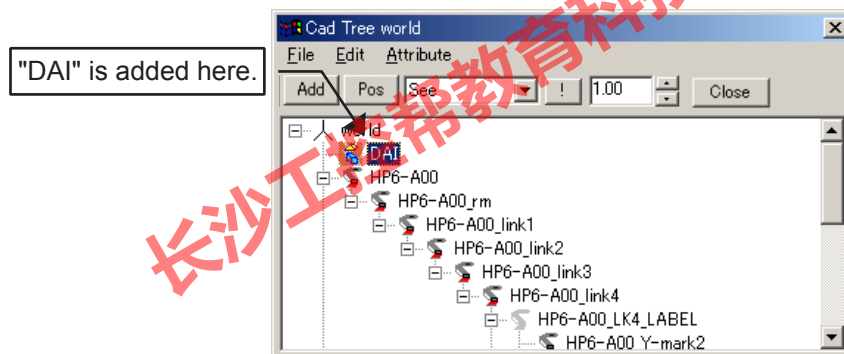 Cad Tree world
File Edit Attribute
"DAI" is added here.
Add Pos See ! 1.00 Close
world
DAI
HP6-A00
HP6-A00_rm
HP6-A00_link1
HP6-A00_link2
HP6-A00_link3
HP6-A00_link4
HP6-A00_LK4_LABEL
HP6-A00 Y-mark2
长沙工控帮教育科